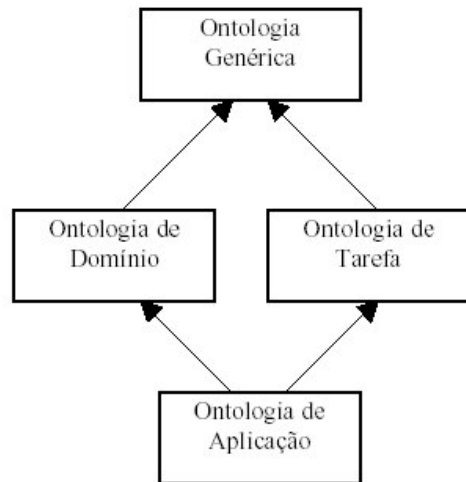 Ontologia
Genérica
Ontologia de
Domínio
Ontologia de
Tarefa
Ontologia de
Aplicação